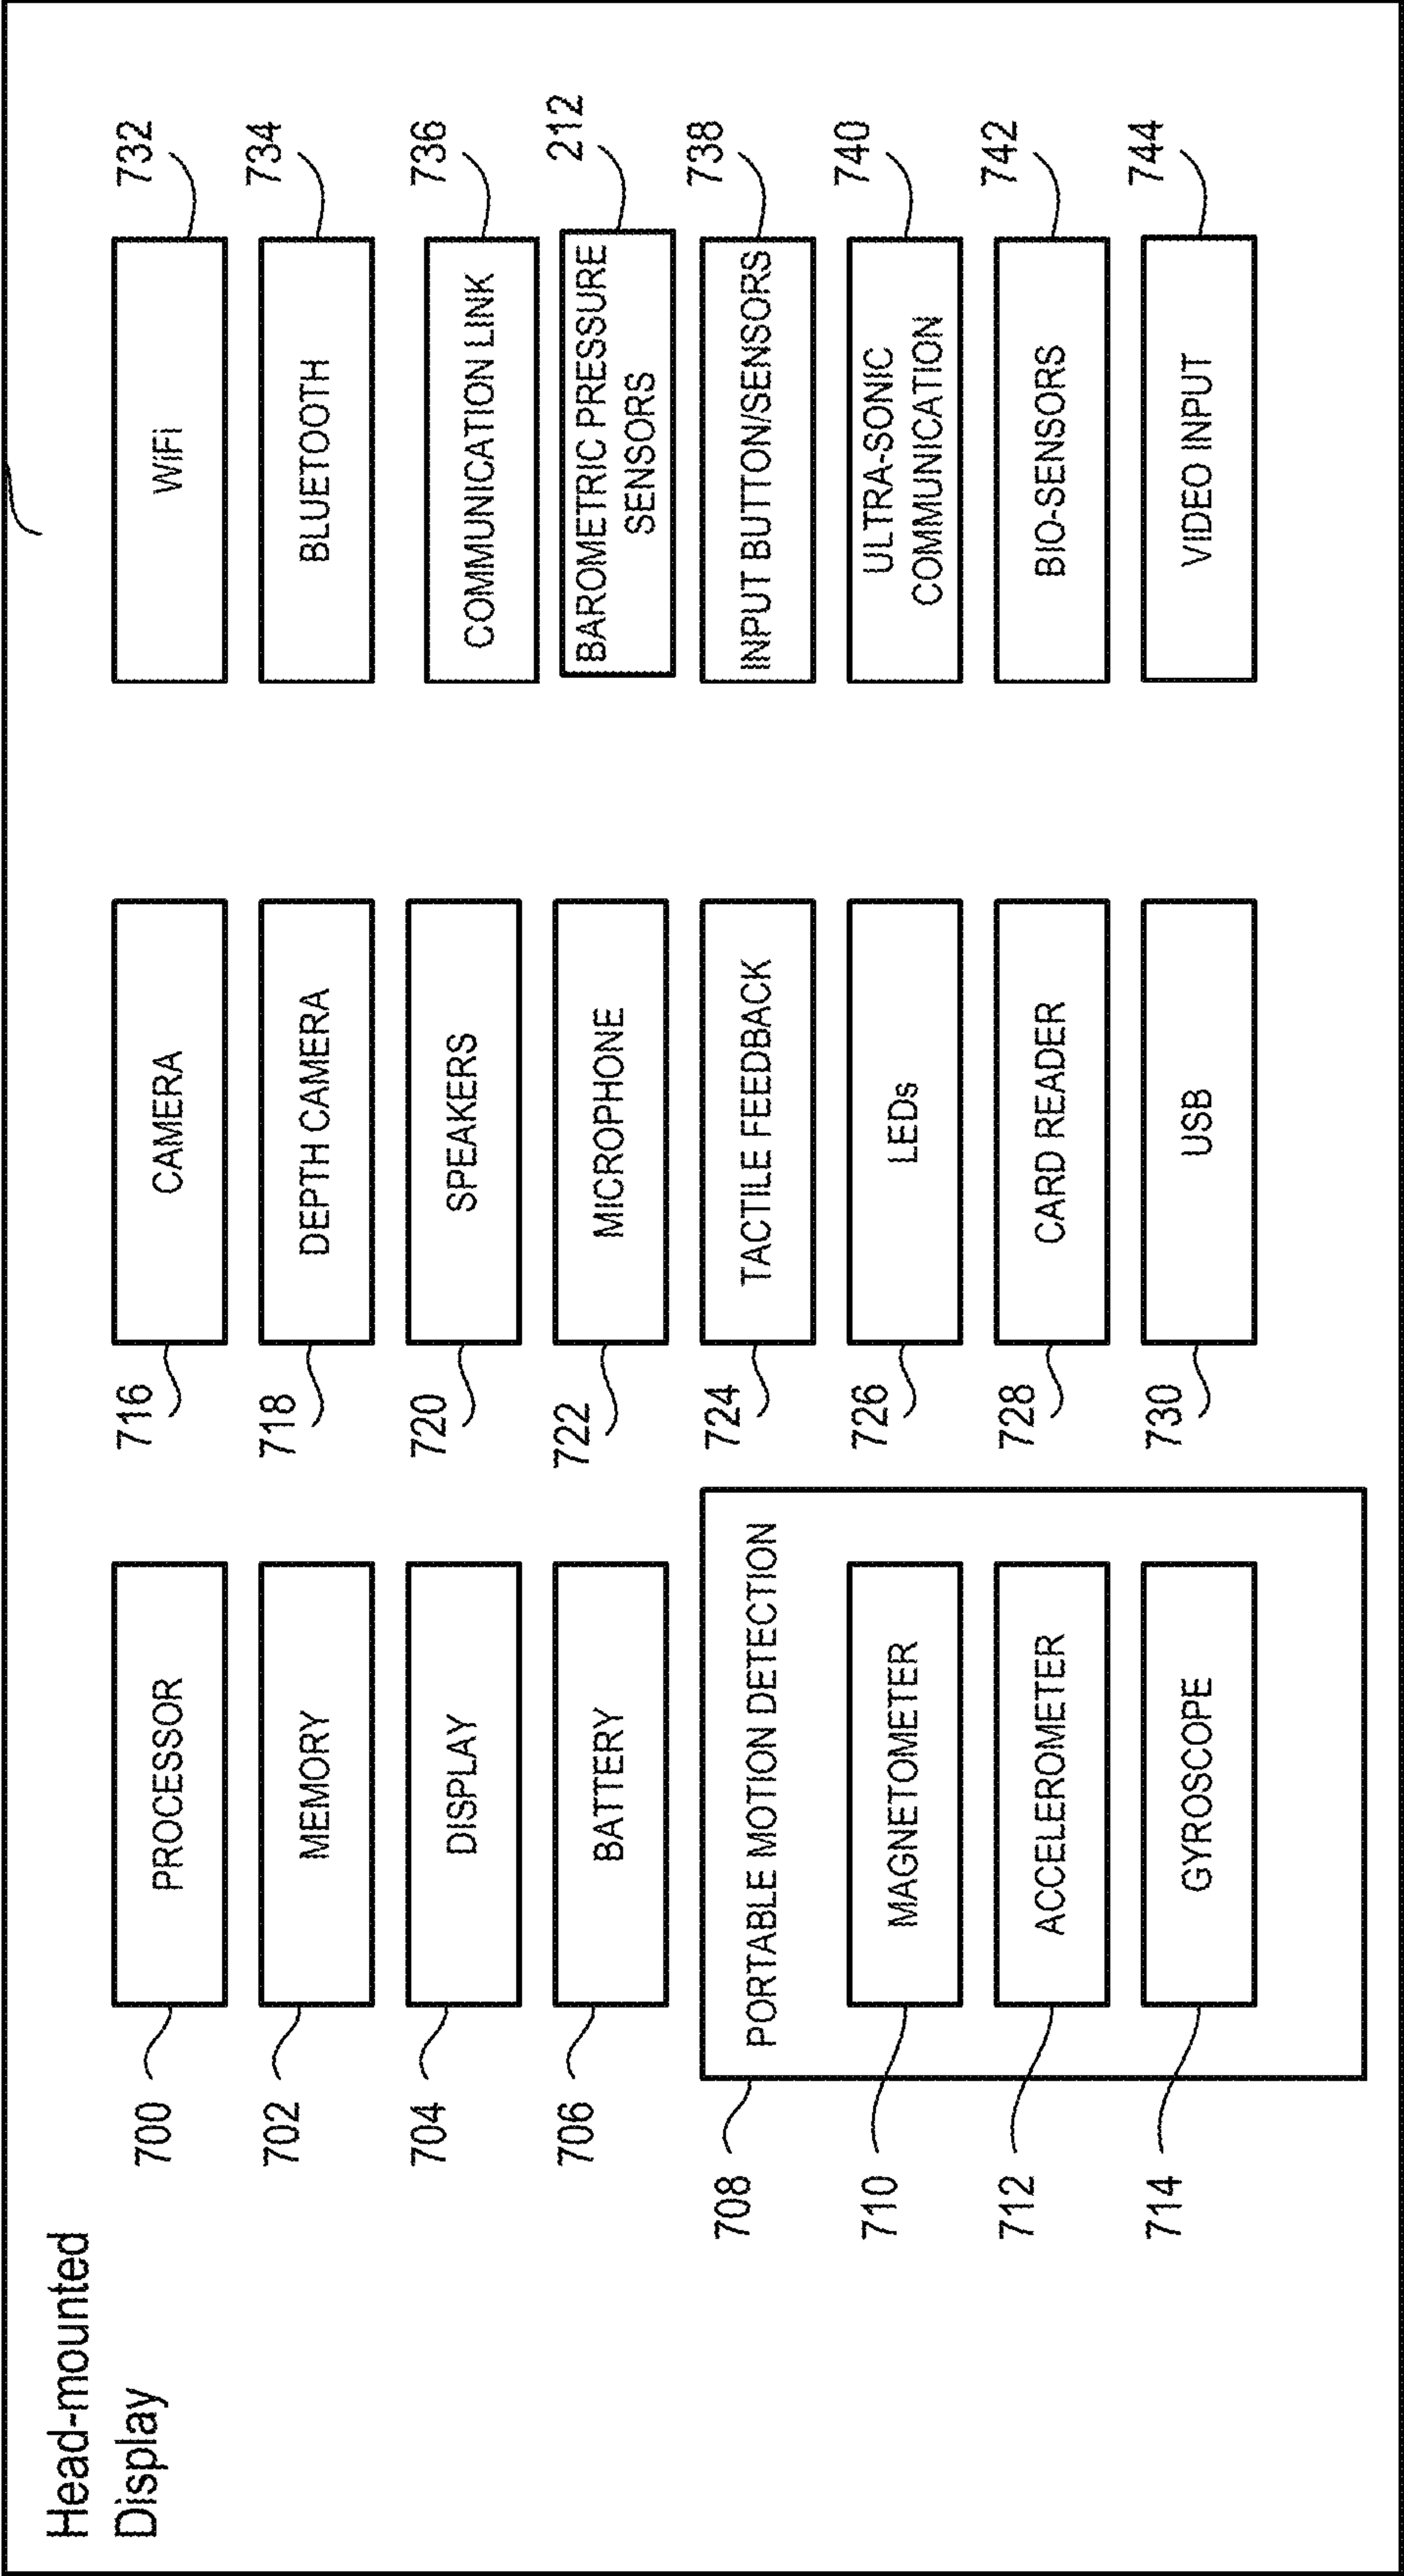 Head-mounted
Display
700
PROCESSOR
702
MEMORY
704
DISPLAY
706
BATTERY
708
PORTABLE MOTION DETECTION
710
MAGNETOMETER
712
ACCELEROMETER
714
GYROSCOPE
716
CAMERA
718
DEPTH CAMERA
720
SPEAKERS
722
MICROPHONE
724
TACTILE FEEDBACK
726
LEDs
728
CARD READER
730
USB
WiFi
732
BLUETOOTH
734
COMMUNICATION LINK
736
BAROMETRIC PRESSURE
SENSORS
212
INPUT BUTTON/SENSORS
738
ULTRA-SONIC
COMMUNICATION
740
BIO-SENSORS
742
VIDEO INPUT
744